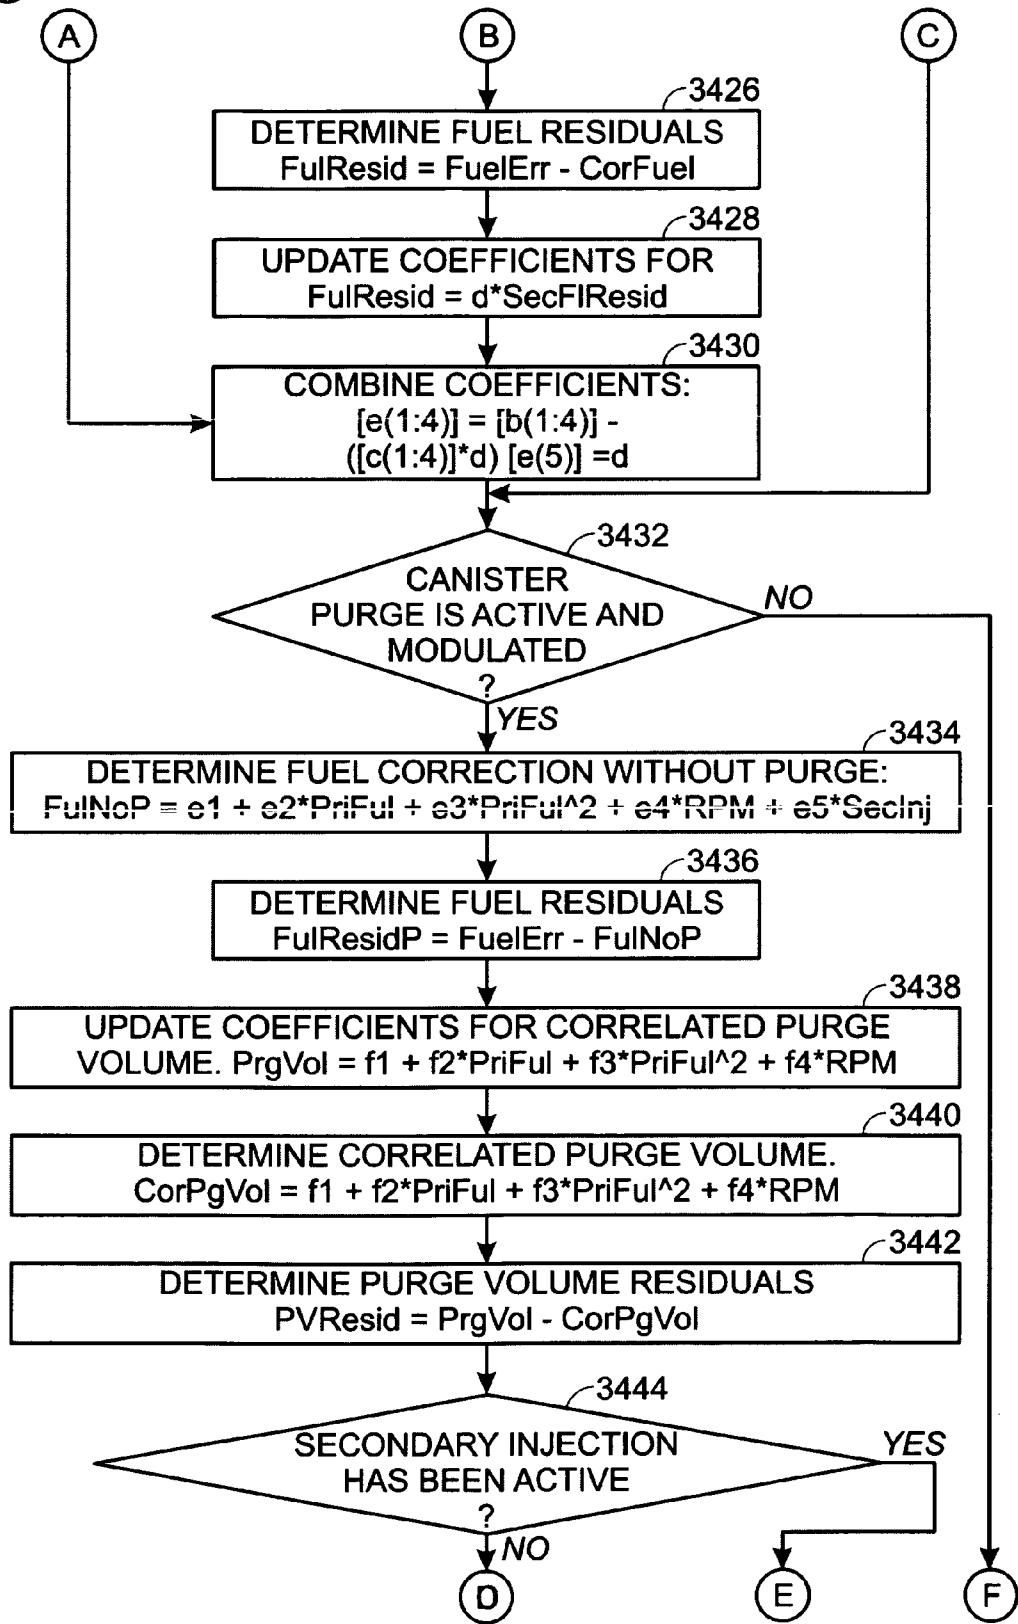 A
B
C
3426
DETERMINE FUEL RESIDUALS
FulResid = FuelErr - CorFuel
3428
UPDATE COEFFICIENTS FOR
FulResid = d*SecFlResid
3430
COMBINE COEFFICIENTS:
[e(1:4)] = [b(1:4)] -
([c(1:4)]*d) [e(5)] =d
3432
CANISTER
PURGE IS ACTIVE AND
MODULATED
?
NO
YES
3434
DETERMINE FUEL CORRECTION WITHOUT PURGE:
FulNoP = e1 + e2*PriFul + e3*PriFul^2 + e4*RPM + e5*SecInj
3436
DETERMINE FUEL RESIDUALS
FulResidP = FuelErr - FulNoP
3438
UPDATE COEFFICIENTS FOR CORRELATED PURGE
VOLUME. PrgVol = f1 + f2*PriFul + f3*PriFul^2 + f4*RPM
3440
DETERMINE CORRELATED PURGE VOLUME.
CorPgVol = f1 + f2*PriFul + f3*PriFul^2 + f4*RPM
3442
DETERMINE PURGE VOLUME RESIDUALS
PVResid = PrgVol - CorPgVol
3444
SECONDARY INJECTION
HAS BEEN ACTIVE
?
YES
NO
D
E
F